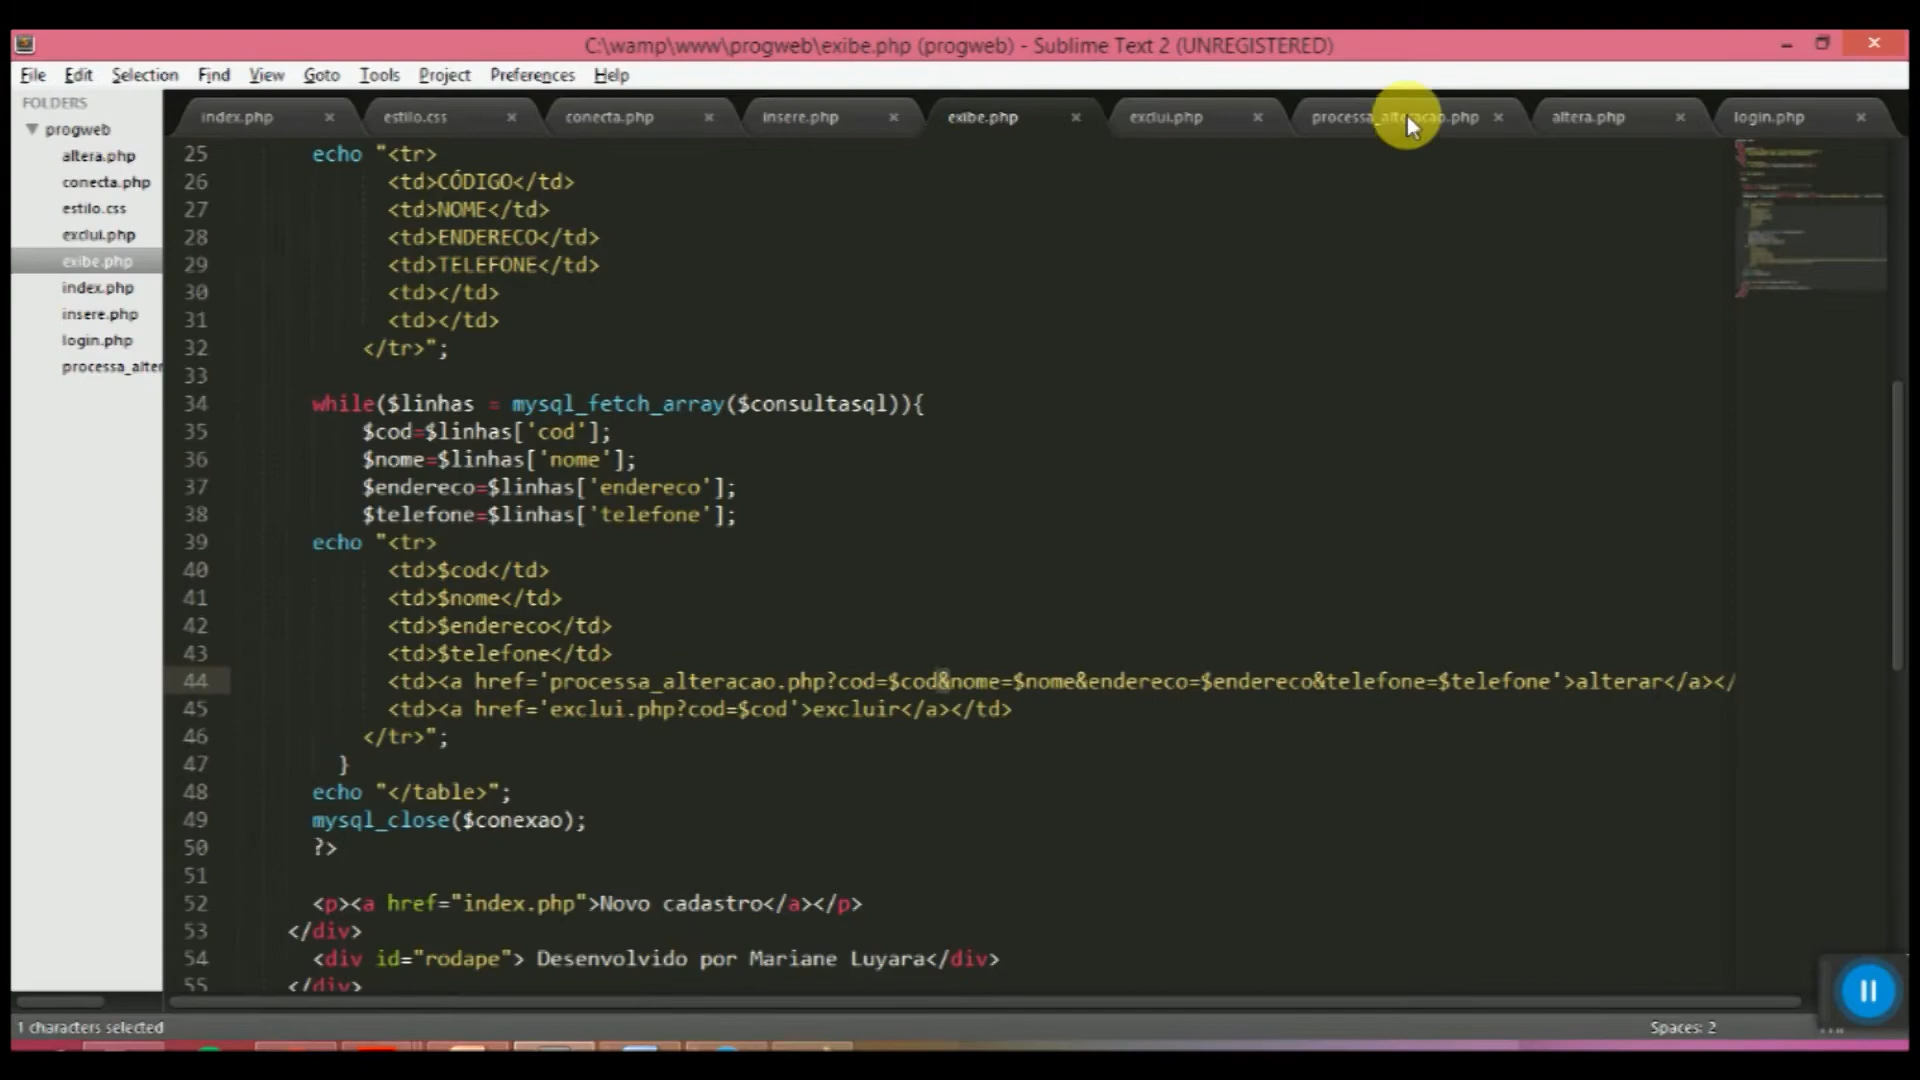 C:\wamp\www\progweb\exibe.php (progweb) - Sublime Text 2 (UNREGISTERED)
File Edit Selection Find View Goto Tools Project Preferences Help
FOLDERS
progweb
altera.php
conecta.php
estilo.css
exclui.php
exibe.php
index.php
insere.php
login.php
processa_alter
index.php × estilo.css × conecta.php × insere.php × exibe.php × exclui.php × processa_alteracao.php × altera.php × login.php ×
25 echo "<tr>
26 <td>CÓDIGO</td>
27 <td>NOME</td>
28 <td>ENDERECO</td>
29 <td>TELEFONE</td>
30 <td></td>
31 <td></td>
32 </tr>";
33
34 while($linhas = mysql_fetch_array($consultasql)){
35 $cod=$linhas['cod'];
36 $nome=$linhas['nome'];
37 $endereco=$linhas['endereco'];
38 $telefone=$linhas['telefone'];
39 echo "<tr>
40 <td>$cod</td>
41 <td>$nome</td>
42 <td>$endereco</td>
43 <td>$telefone</td>
44 <td><a href='processa_alteracao.php?cod=$cod&nome=$nome&endereco=$endereco&telefone=$telefone'>alterar</a></
45 <td><a href='exclui.php?cod=$cod'>excluir</a></td>
46 </tr>";
47 }
48 echo "</table>";
49 mysql_close($conexao);
50 ?>
51
52 <p><a href="index.php">Novo cadastro</a></p>
53 </div>
54 <div id="rodape"> Desenvolvido por Mariane Luyara</div>
55 </div>
1 characters selected
Spaces: 2